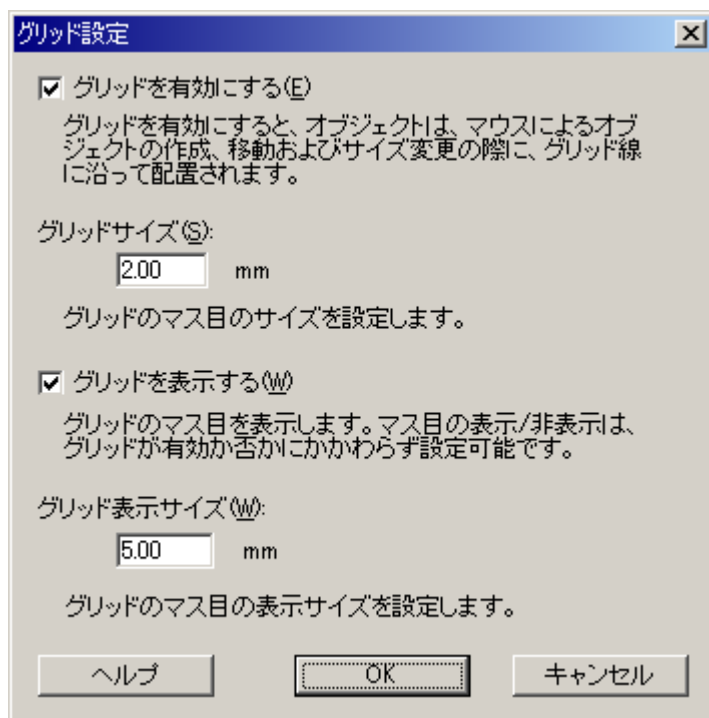 グリッド設定
グリッドを有効にする(E)
グリッドを有効にすると、オブジェクトは、マウスによるオブ
ジェクトの作成、移動およびサイズ変更の際に、グリッド線
に沿って配置されます。
グリッドサイズ(S):
2.00 mm
グリッドのマス目のサイズを設定します。
グリッドを表示する(W)
グリッドのマス目を表示します。マス目の表示/非表示は、
グリッドが有効か否かにかかわらず設定可能です。
グリッド表示サイズ(W):
5.00 mm
グリッドのマス目の表示サイズを設定します。
ヘルプ OK キャンセル